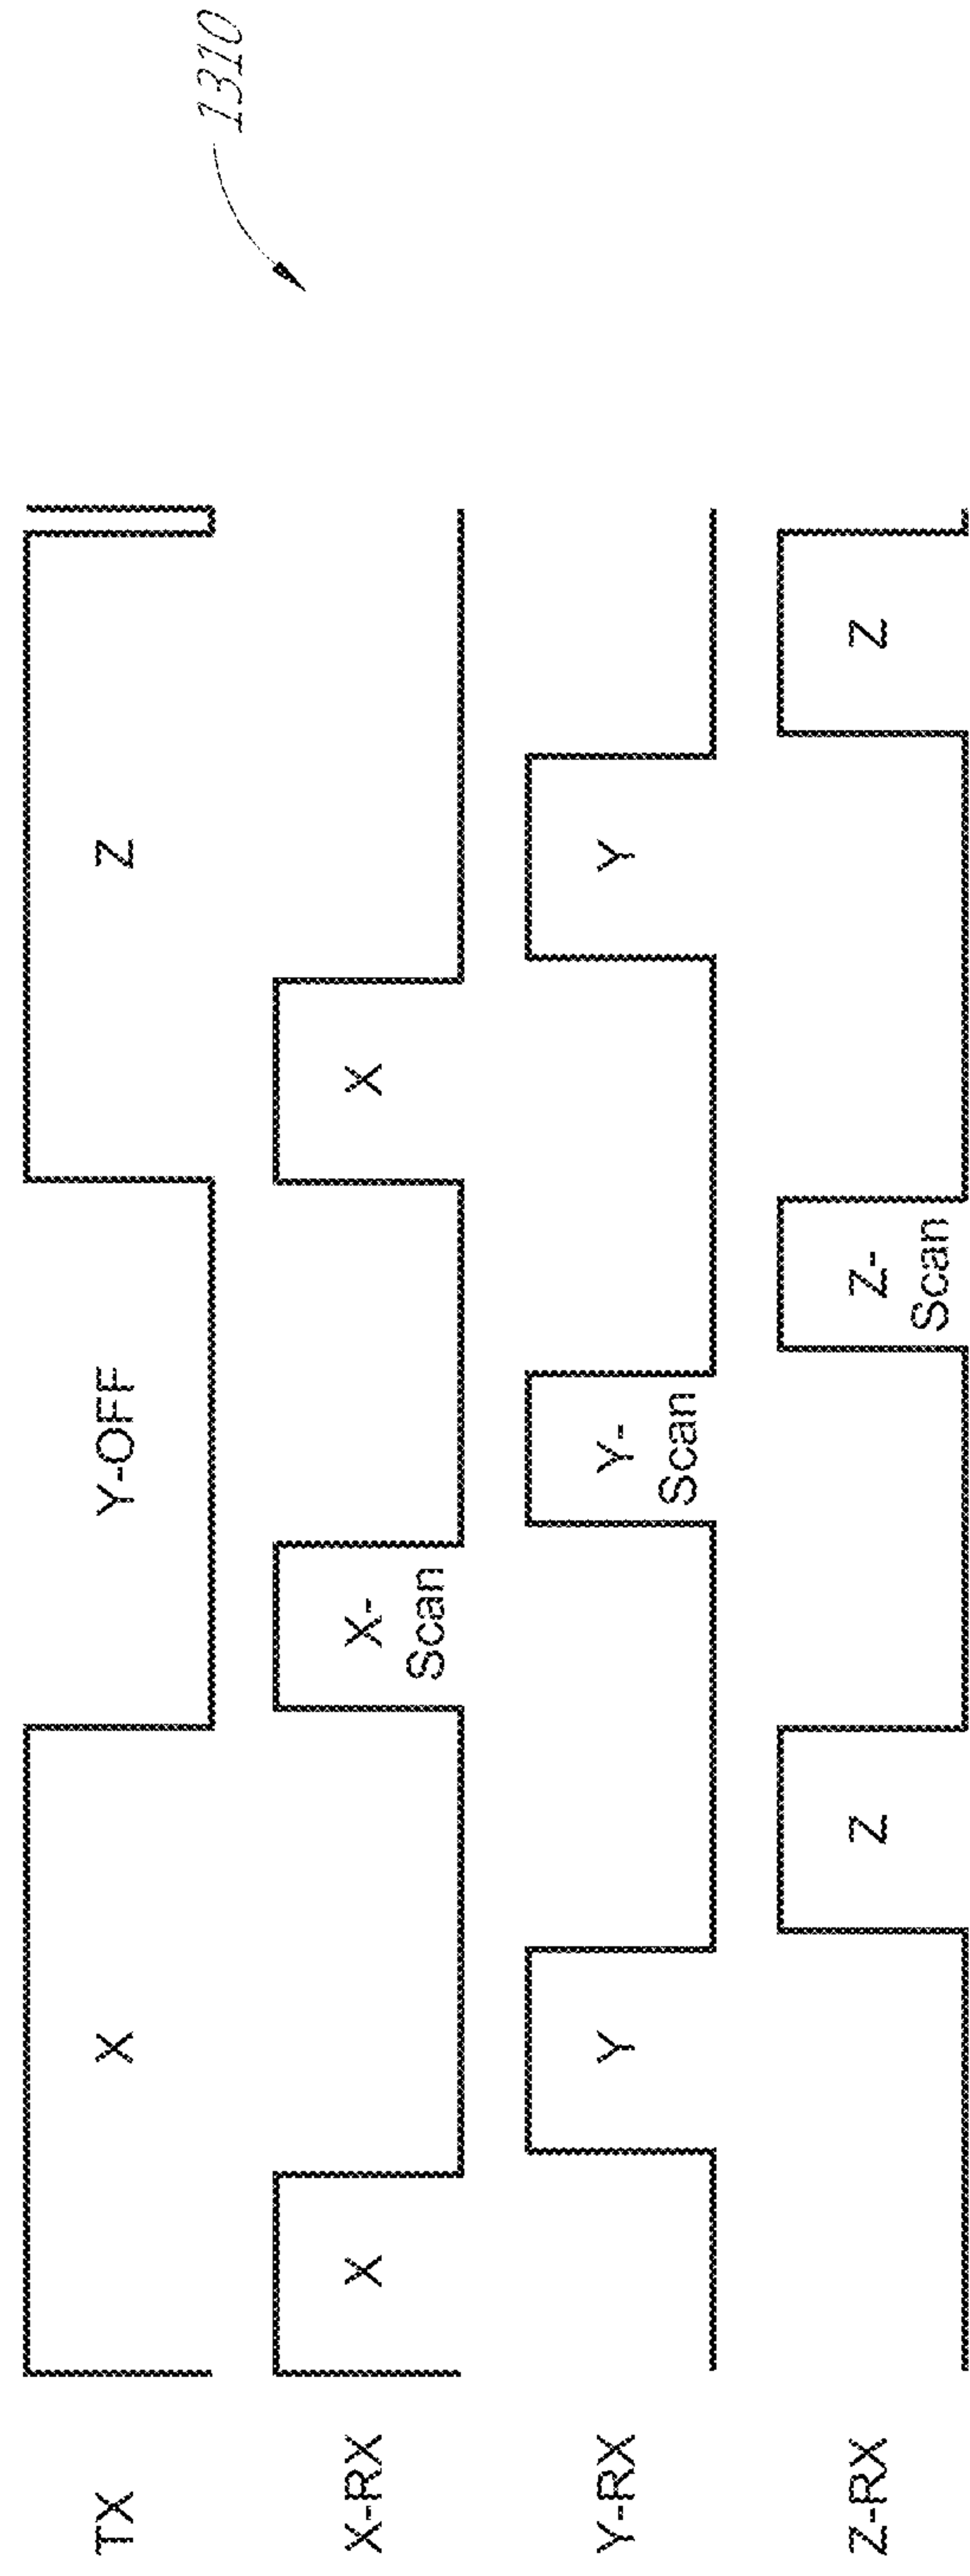 1310
TX
X
Y-OFF
Z
X-RX
X
X-
Scan
X
Y-RX
Y
Y-
Scan
Y
Z-RX
Z
Z-
Scan
Z